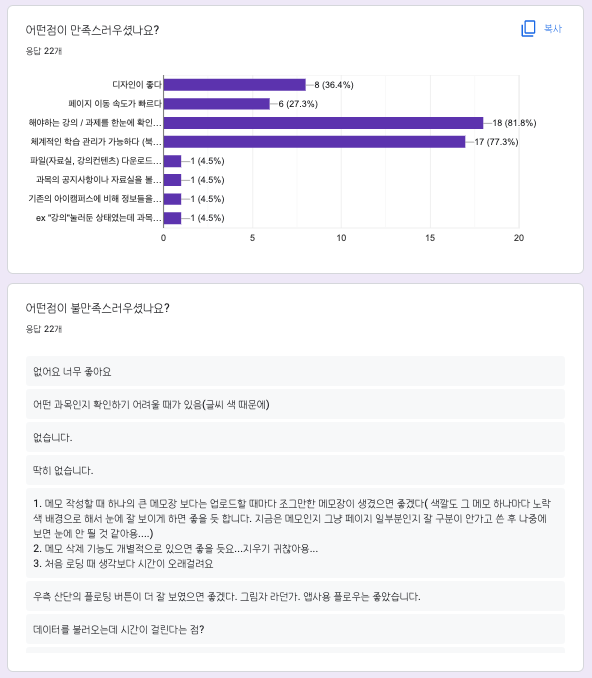 어떤점이 만족스러우셨나요?
복사
응답 22개
디자인이 좋다
8 (36.4%)
페이지 이동 속도가 빠르다
6 (27.3%)
해야하는 강의 / 과제를 한눈에 확인...
18 (81.8%)
체계적인 학습 관리가 가능하다 (북...
17 (77.3%)
파일(자료실, 강의컨텐츠) 다운로드...
1 (4.5%)
과목의 공지사항이나 자료실을 볼...
1 (4.5%)
기존의 아이캠퍼스에 비해 정보들을...
1 (4.5%)
ex "강의"눌러둔 상태였는데 과목...
1 (4.5%)
0 5 10 15 20
어떤점이 불만족스러우셨나요?
응답 22개
없어요 너무 좋아요
어떤 과목인지 확인하기 어려울 때가 있음(글씨 색 때문에)
없습니다.
딱히 없습니다.
1. 메모 작성할 때 하나의 큰 메모장 보다는 업로드할 때마다 조그만한 메모장이 생겼으면 좋겠다( 색깔도 그 메모 하나마다 노락
색 배경으로 해서 눈에 잘 보이게 하면 좋을 듯 합니다. 지금은 메모인지 그냥 페이지 일부분인지 잘 구분이 안가고 쓴 후 나중에
보면 눈에 안 띌 것 같아용....)
2. 메모 삭제 기능도 개별적으로 있으면 좋을 듯요...지우기 귀찮아용...
3. 처음 로딩 때 생각보다 시간이 오래걸려요
우측 산단의 플로팅 버튼이 더 잘 보였으면 좋겠다. 그림자 라던가. 앱사용 플로우는 좋았습니다.
데이터를 불러오는데 시간이 걸린다는 점?